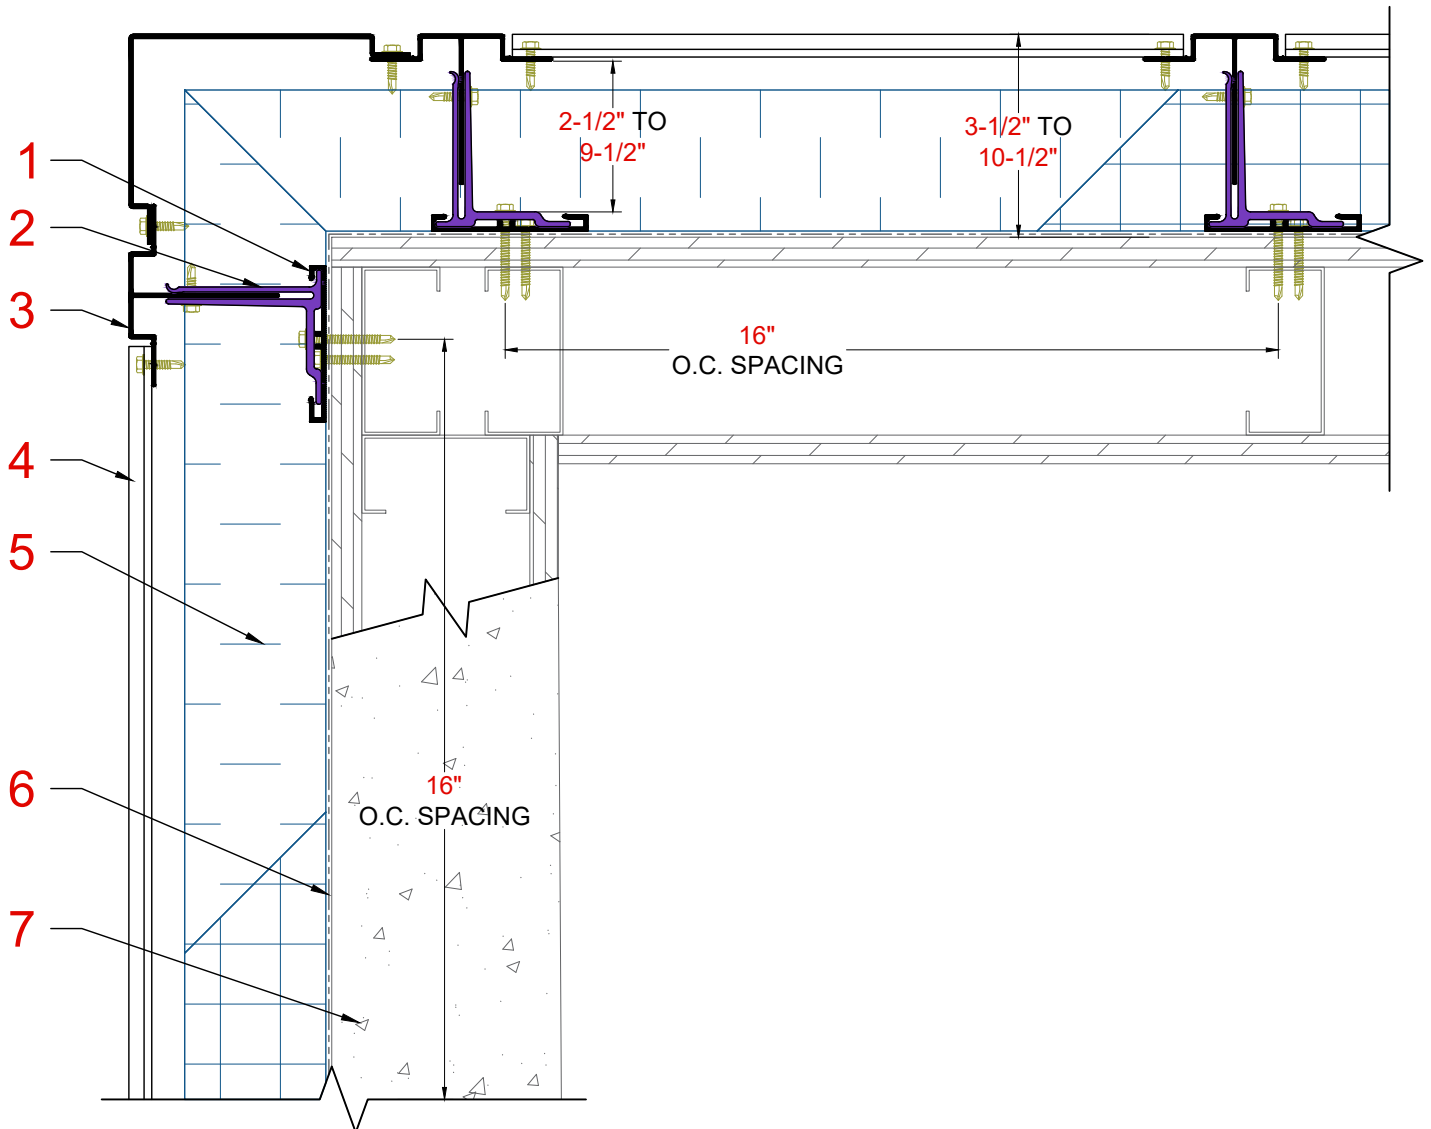 1
2
3
4
5
6
7
2-1/2" TO
9-1/2"
3-1/2" TO
10-1/2"
16"
O.C. SPACING
16"
O.C. SPACING